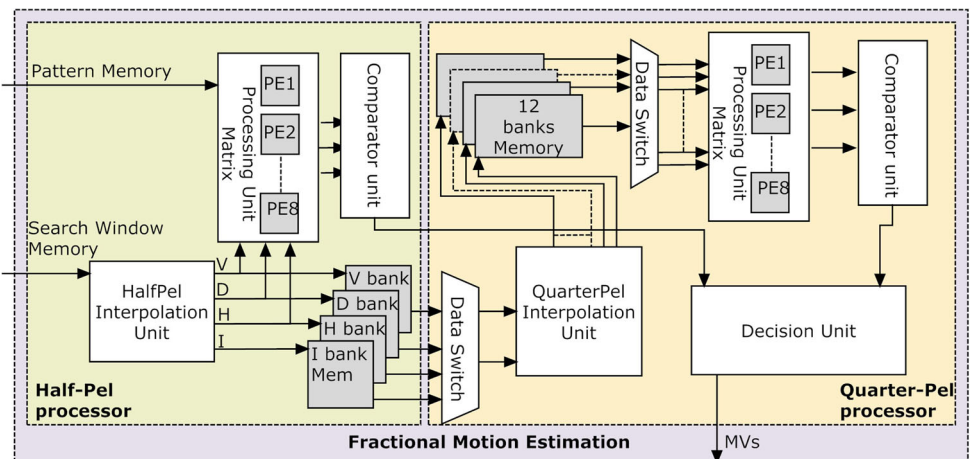 Pattern Memory
Search Window
Memory
HalfPel
Interpolation
Unit
V
D
H
I
Processing Unit
Matrix
PE1
PE2
PE8
Comparator unit
V bank
D bank
H bank
I bank
Mem
Half-Pel
processor
Data Switch
12
banks
Memory
Data Switch
QuarterPel
Interpolation
Unit
Processing Unit
Matrix
PE1
PE2
PE8
Comparator unit
Decision Unit
Quarter-Pel
processor
Fractional Motion Estimation
MVs